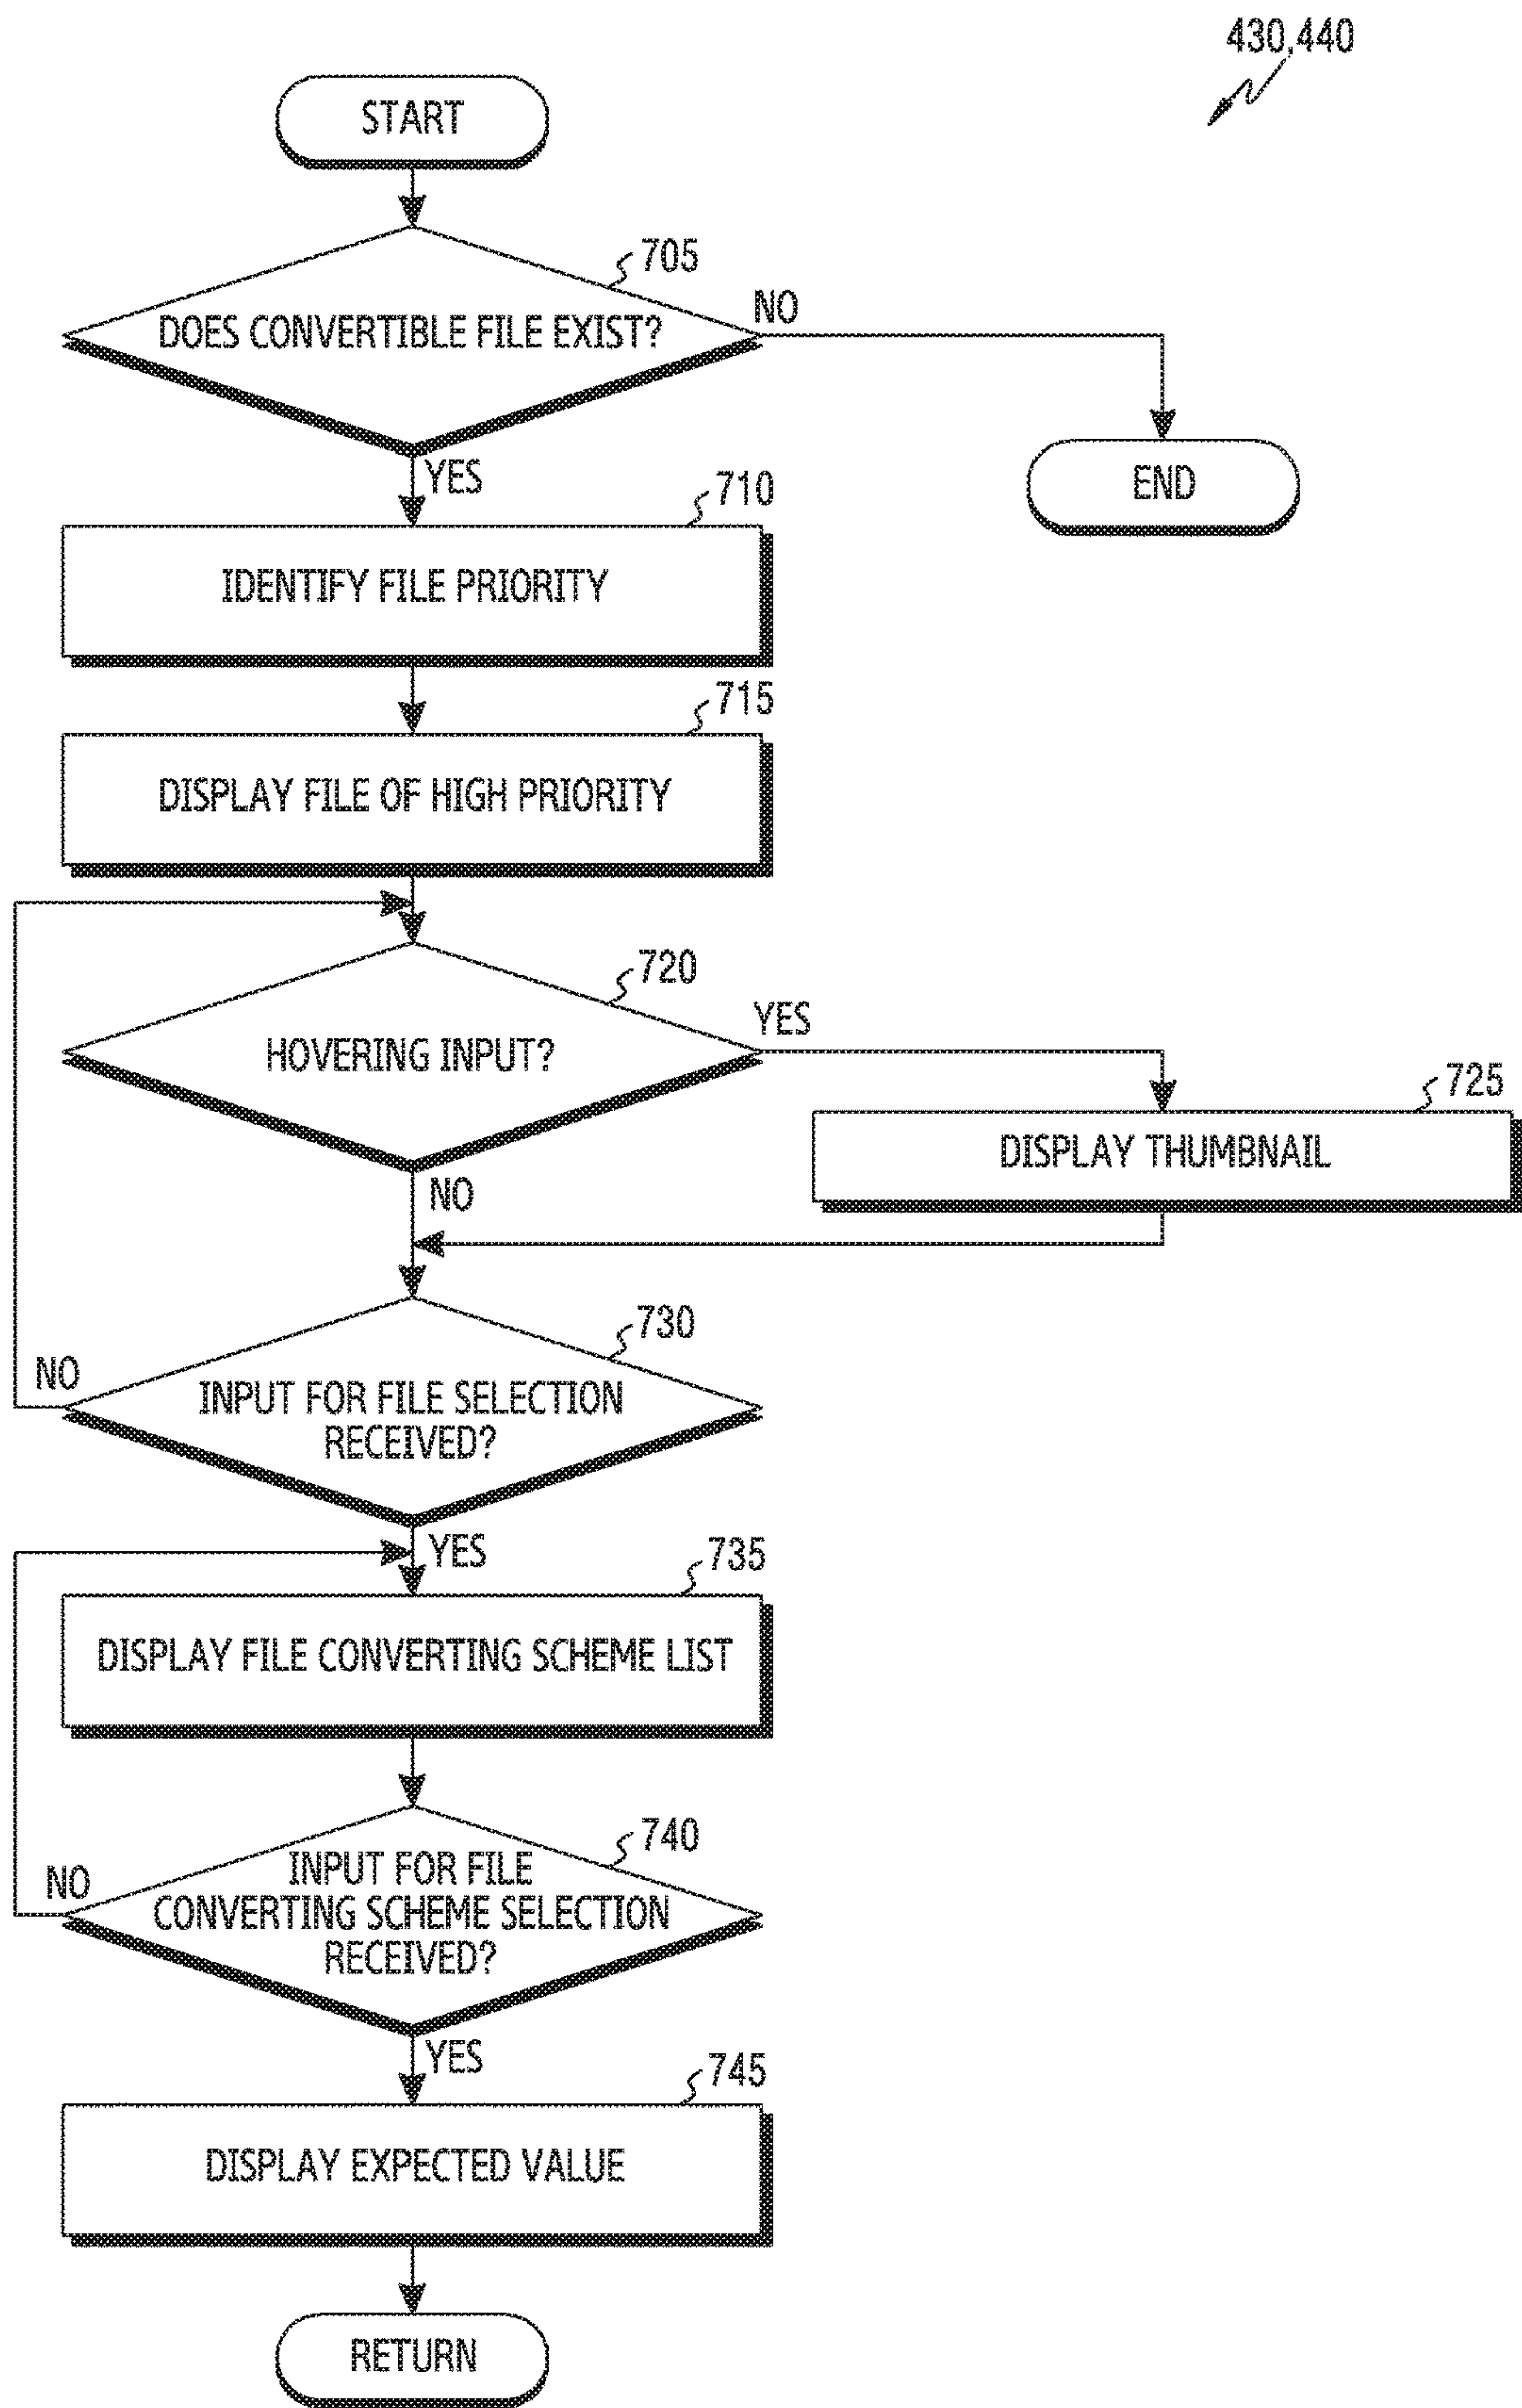 430,440
START
705
DOES CONVERTIBLE FILE EXIST?
NO
YES
END
710
IDENTIFY FILE PRIORITY
715
DISPLAY FILE OF HIGH PRIORITY
720
HOVERING INPUT?
YES
725
DISPLAY THUMBNAIL
NO
730
NO
INPUT FOR FILE SELECTION
RECEIVED?
YES
735
DISPLAY FILE CONVERTING SCHEME LIST
740
NO
INPUT FOR FILE
CONVERTING SCHEME SELECTION
RECEIVED?
YES
745
DISPLAY EXPECTED VALUE
RETURN